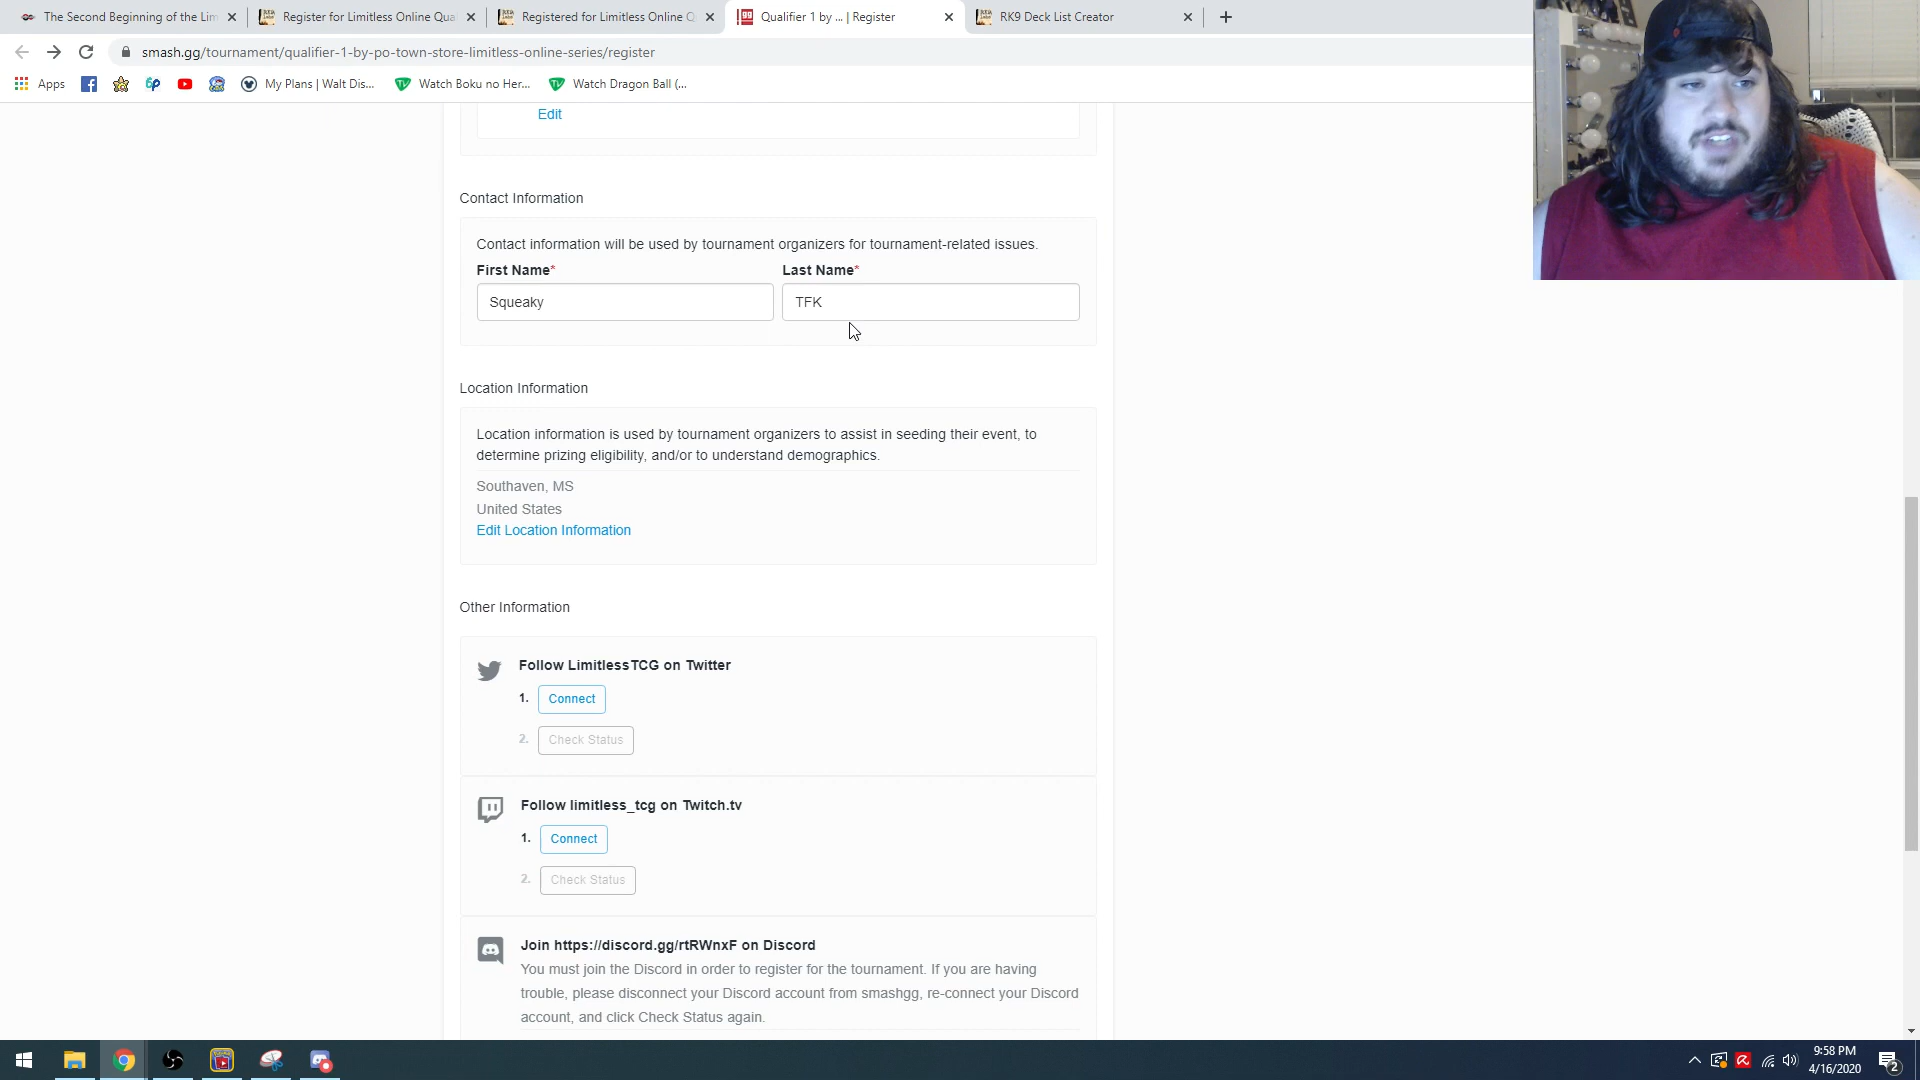 The Second Beginning of the Lim
Register for Limitless Online Qua
Registered for Limitless Online Q
Qualifier 1 by ... | Register
RK9 Deck List Creator
smash.gg/tournament/qualifier-1-by-po-town-store-limitless-online-series/register
Apps
My Plans | Walt Dis...
Watch Boku no Her...
Watch Dragon Ball (...
Edit
Contact Information
Contact information will be used by tournament organizers for tournament-related issues.
First Name* Last Name*
Squeaky TFK
Location Information
Location information is used by tournament organizers to assist in seeding their event, to
determine prizing eligibility, and/or to understand demographics.
Southaven, MS
United States
Edit Location Information
Other Information
Follow LimitlessTCG on Twitter
1. Connect
2. Check Status
Follow limitless_tcg on Twitch.tv
1. Connect
2. Check Status
Join https://discord.gg/rtRWnxF on Discord
You must join the Discord in order to register for the tournament. If you are having
trouble, please disconnect your Discord account from smashgg, re-connect your Discord
account, and click Check Status again.
9:58 PM
4/16/2020
2